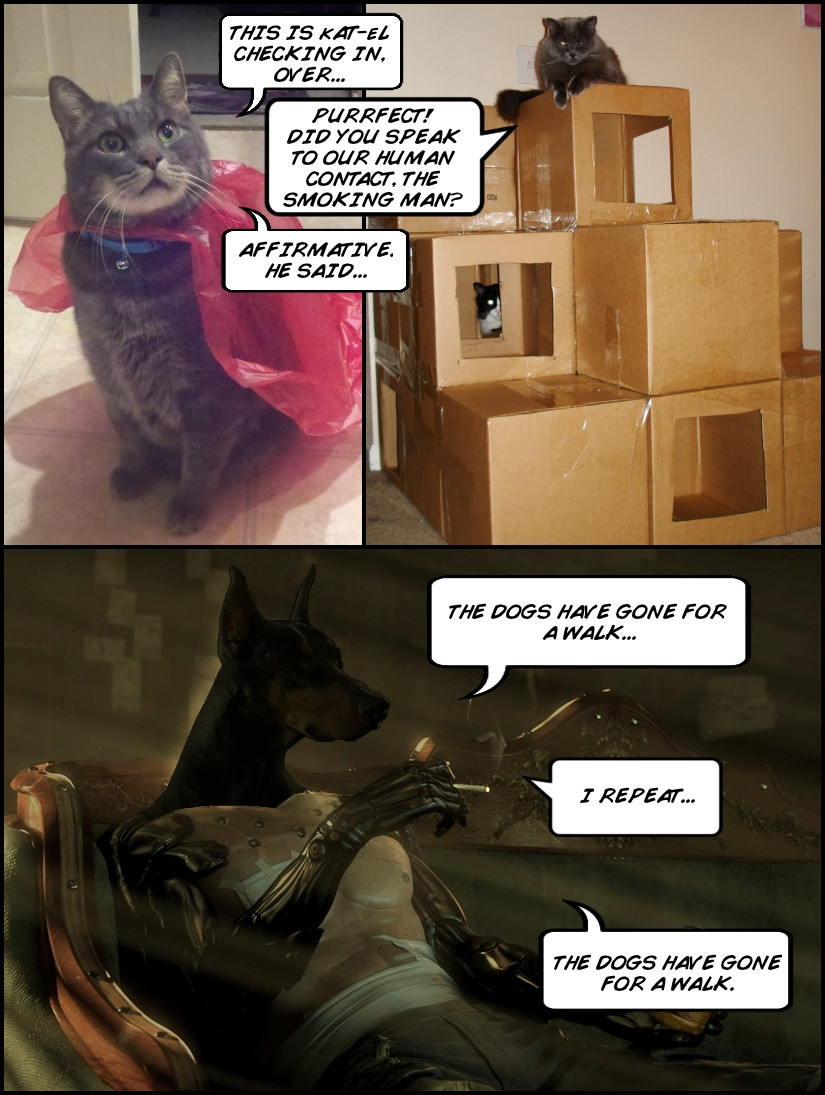 THIS IS KAT-EL
CHECKING IN,
OVER...
PURRFECT!
DID YOU SPEAK
TO OUR HUMAN
CONTACT, THE
SMOKING MAN?
AFFIRMATIVE.
HE SAID...
THE DOGS HAVE GONE FOR
A WALK...
I REPEAT...
THE DOGS HAVE GONE
FOR A WALK.